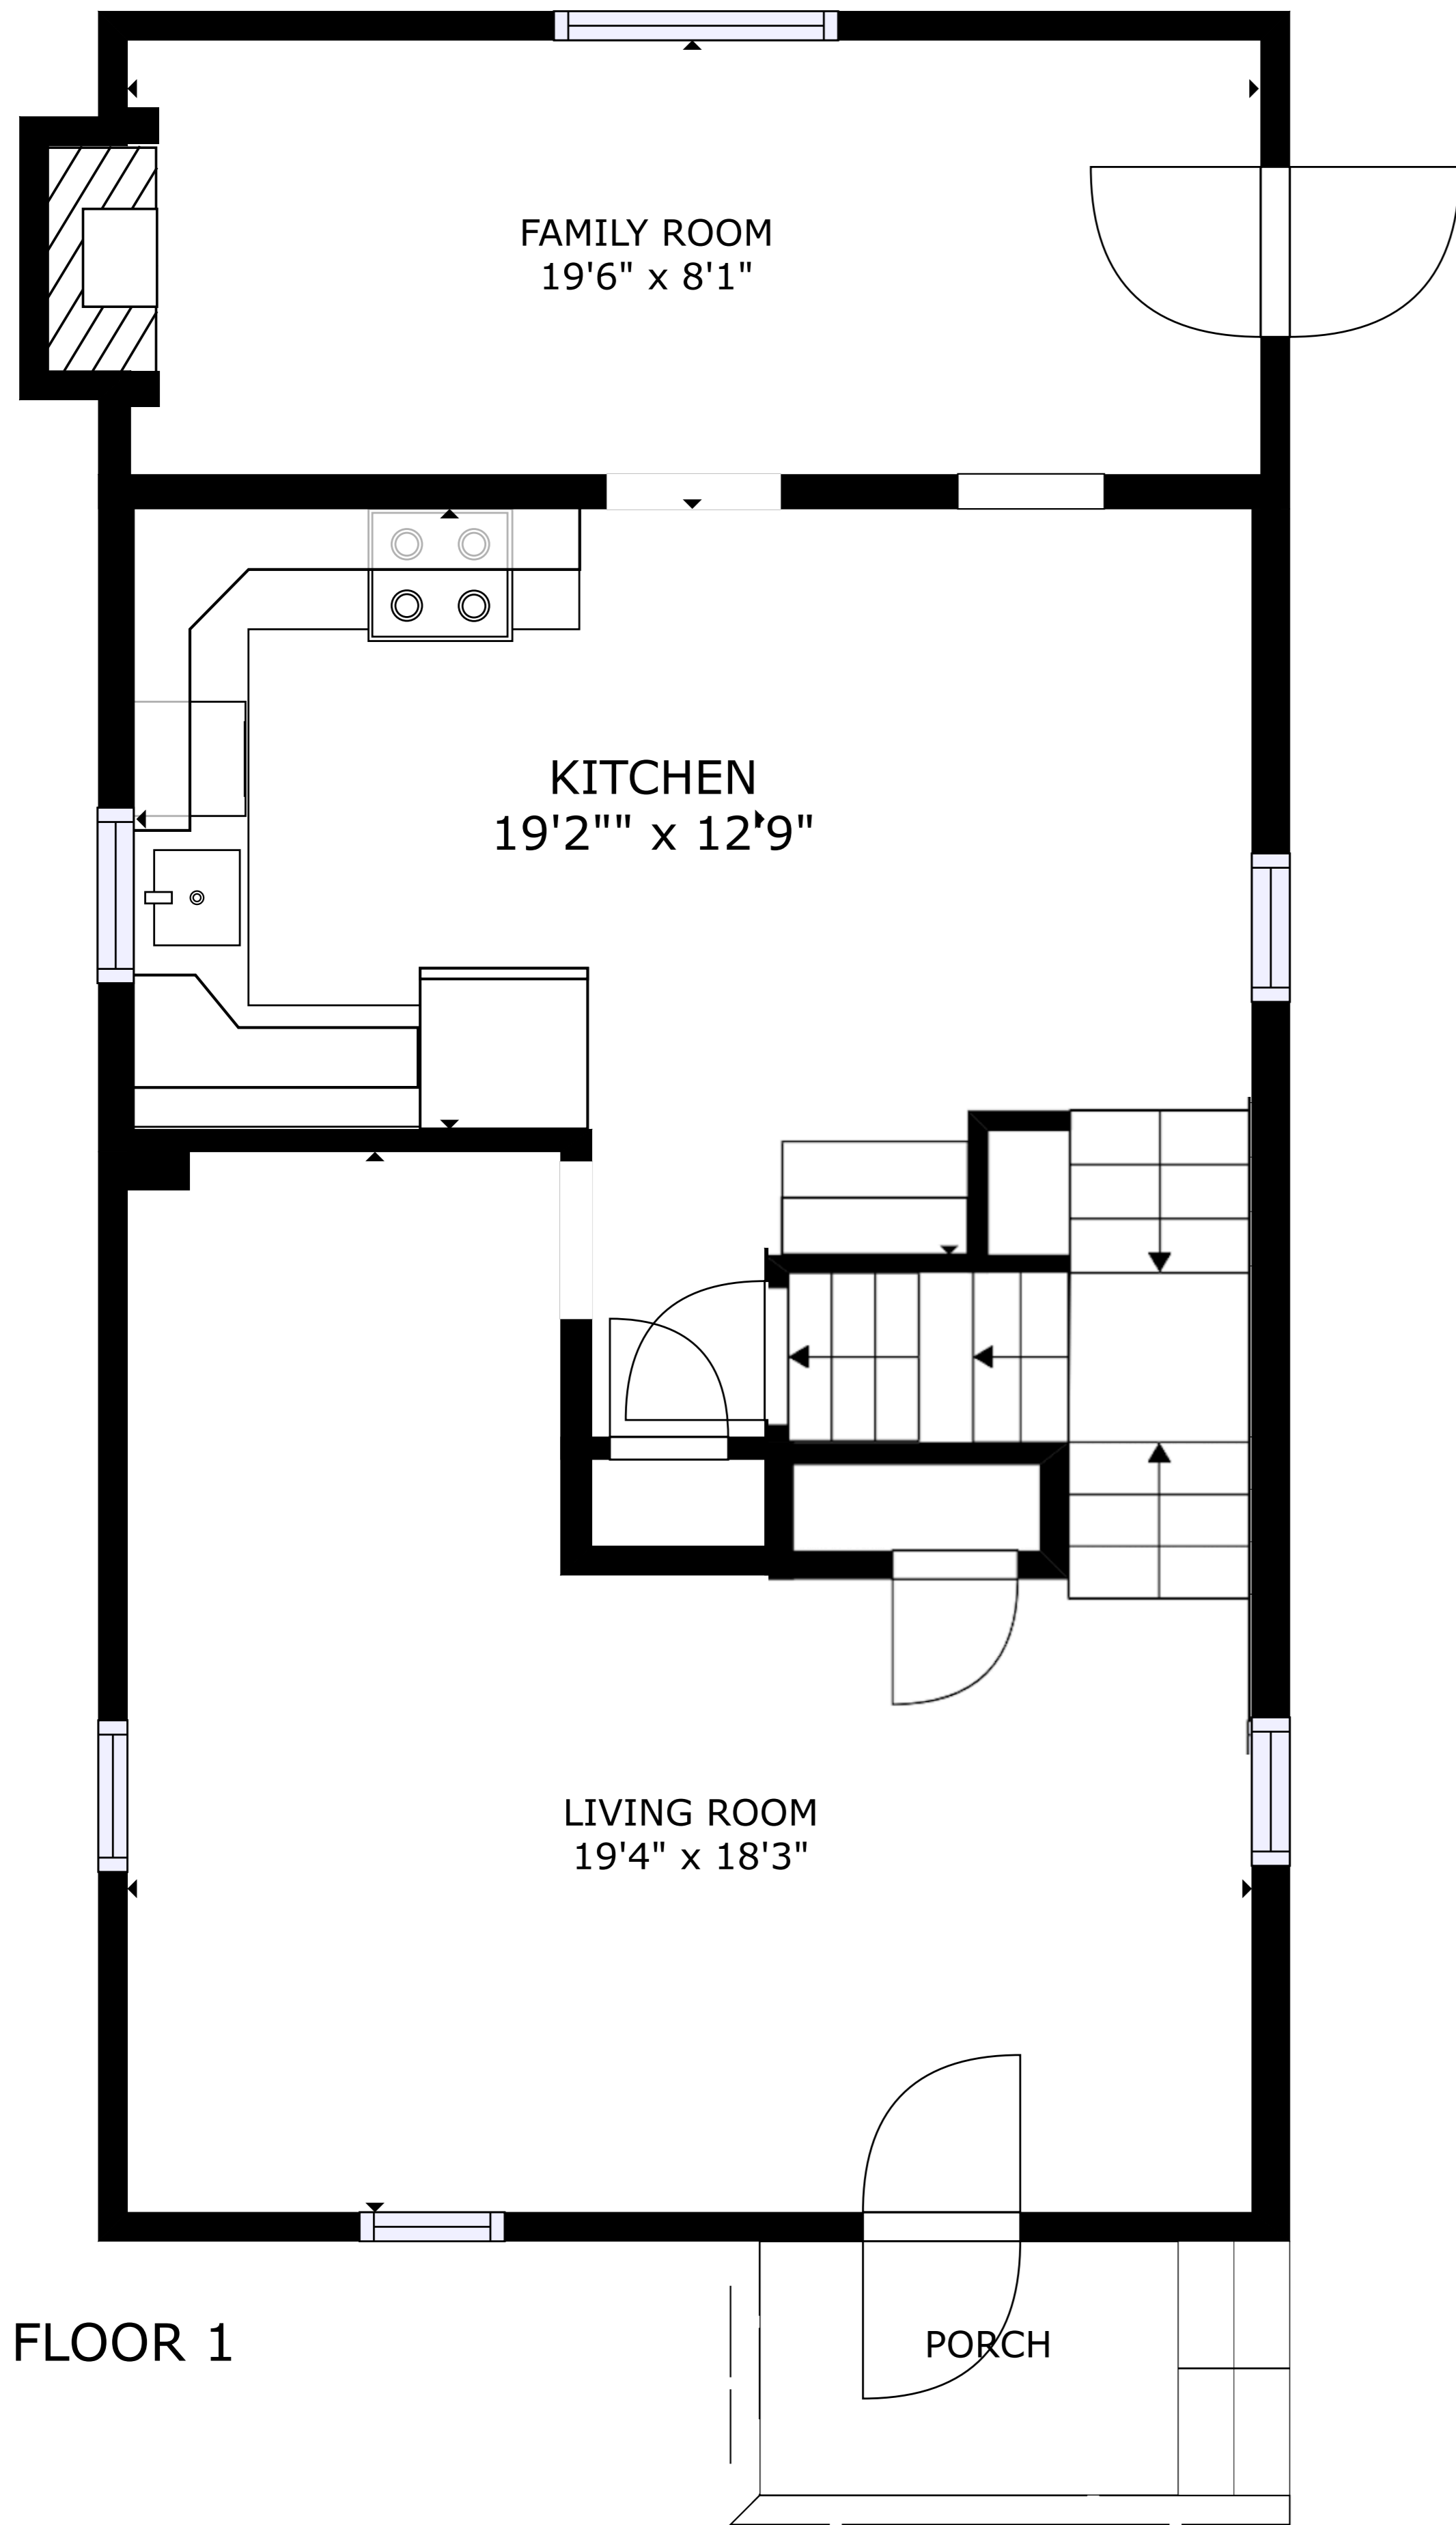 FAMILY ROOM
19'6" x 8'1"
KITCHEN
19'2"" x 12'9"
LIVING ROOM
19'4" x 18'3"
FLOOR 1
PORCH